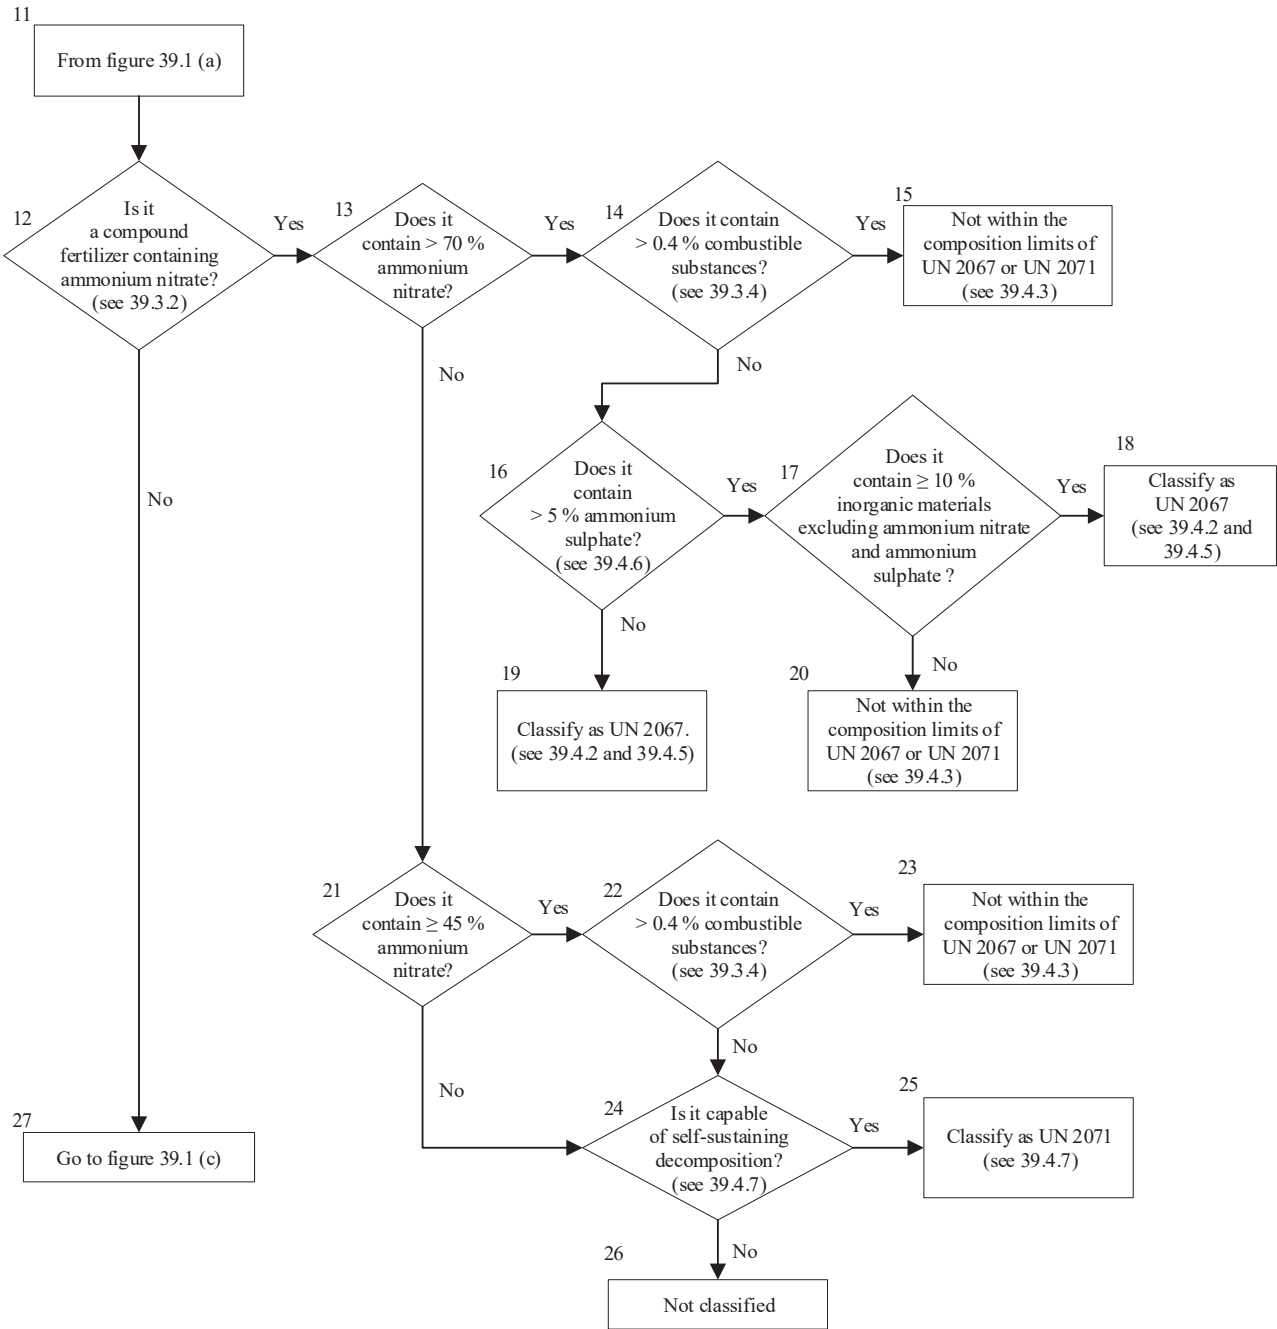 11
From figure 39.1 (a)
12
Is it
a compound
fertilizer containing
ammonium nitrate?
(see 39.3.2)
Yes
13
Does it
contain > 70 %
ammonium
nitrate?
Yes
14
Does it contain
> 0.4 % combustible
substances?
(see 39.3.4)
Yes
15
Not within the
composition limits of
UN 2067 or UN 2071
(see 39.4.3)
No
No
No
16
Does it
contain
> 5 % ammonium
sulphate?
(see 39.4.6)
Yes
17
Does it
contain ≥ 10 %
inorganic materials
excluding ammonium nitrate
and ammonium
sulphate ?
Yes
18
Classify as
UN 2067
(see 39.4.2 and
39.4.5)
No
No
19
Classify as UN 2067.
(see 39.4.2 and 39.4.5)
20
Not within the
composition limits of
UN 2067 or UN 2071
(see 39.4.3)
21
Does it
contain ≥ 45 %
ammonium
nitrate?
Yes
22
Does it contain
> 0.4 % combustible
substances?
(see 39.3.4)
Yes
23
Not within the
composition limits of
UN 2067 or UN 2071
(see 39.4.3)
No
No
24
Is it capable
of self-sustaining
decomposition?
(see 39.4.7)
Yes
25
Classify as UN 2071
(see 39.4.7)
27
Go to figure 39.1 (c)
No
26
Not classified